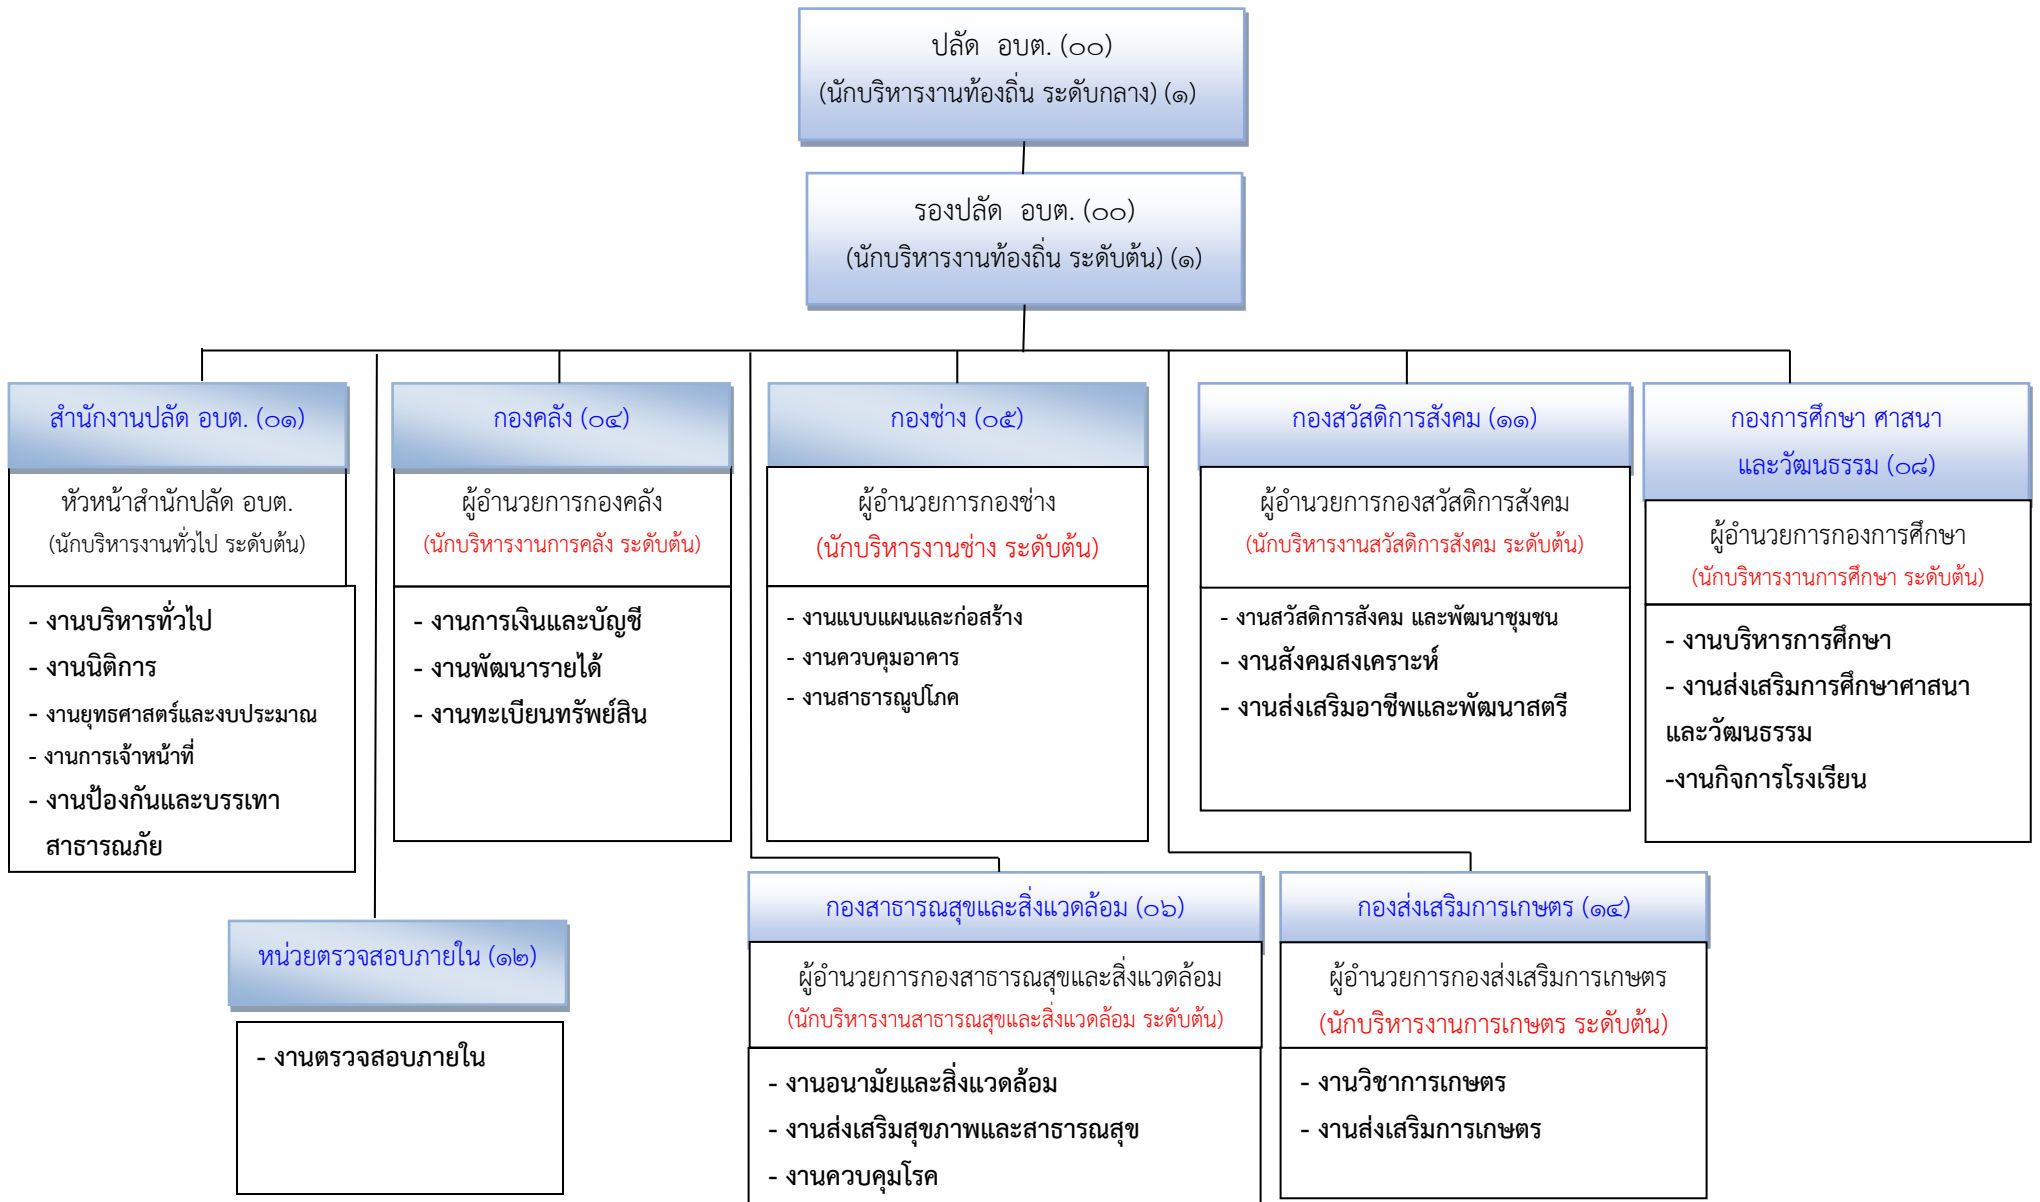 ปลัด  อบต. (๐๐)
(นักบริหารงานท้องถิ่น ระดับกลาง) (๑)
รองปลัด  อบต. (๐๐)
(นักบริหารงานท้องถิ่น ระดับต้น) (๑)
สำนักงานปลัด อบต. (๐๑)
หัวหน้าสำนักปลัด อบต.
(นักบริหารงานทั่วไป ระดับต้น)
- งานบริหารทั่วไป
- งานนิติการ
- งานยุทธศาสตร์และงบประมาณ
- งานการเจ้าหน้าที่
- งานป้องกันและบรรเทา
สาธารณภัย
กองคลัง (๐๔)
ผู้อำนวยการกองคลัง
(นักบริหารงานการคลัง ระดับต้น)
- งานการเงินและบัญชี
- งานพัฒนารายได้
- งานทะเบียนทรัพย์สิน
กองช่าง (๐๕)
ผู้อำนวยการกองช่าง
(นักบริหารงานช่าง ระดับต้น)
- งานแบบแผนและก่อสร้าง
- งานควบคุมอาคาร
- งานสาธารณูปโภค
กองสวัสดิการสังคม (๑๑)
ผู้อำนวยการกองสวัสดิการสังคม
(นักบริหารงานสวัสดิการสังคม ระดับต้น)
- งานสวัสดิการสังคม และพัฒนาชุมชน
- งานสังคมสงเคราะห์
- งานส่งเสริมอาชีพและพัฒนาสตรี
กองการศึกษา ศาสนา
และวัฒนธรรม (๐๘)
ผู้อำนวยการกองการศึกษา
(นักบริหารงานการศึกษา ระดับต้น)
- งานบริหารการศึกษา
- งานส่งเสริมการศึกษาศาสนา
และวัฒนธรรม
-งานกิจการโรงเรียน
หน่วยตรวจสอบภายใน (๑๒)
- งานตรวจสอบภายใน
กองสาธารณสุขและสิ่งแวดล้อม (๐๖)
ผู้อำนวยการกองสาธารณสุขและสิ่งแวดล้อม
(นักบริหารงานสาธารณสุขและสิ่งแวดล้อม ระดับต้น)
- งานอนามัยและสิ่งแวดล้อม
- งานส่งเสริมสุขภาพและสาธารณสุข
- งานควบคุมโรค
กองส่งเสริมการเกษตร (๑๔)
ผู้อำนวยการกองส่งเสริมการเกษตร
(นักบริหารงานการเกษตร ระดับต้น)
- งานวิชาการเกษตร
- งานส่งเสริมการเกษตร